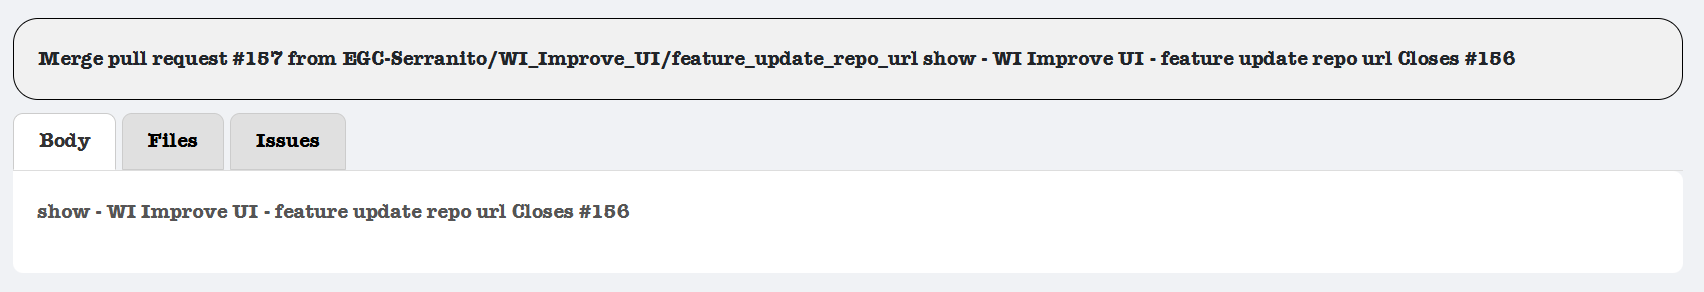 Merge pull request #157 from EGC-Serranito/WI_Improve_UI/feature_update_repo_url show - WI Improve UI - feature update repo url Closes #156
Body Files Issues
show - WI Improve UI - feature update repo url Closes #156